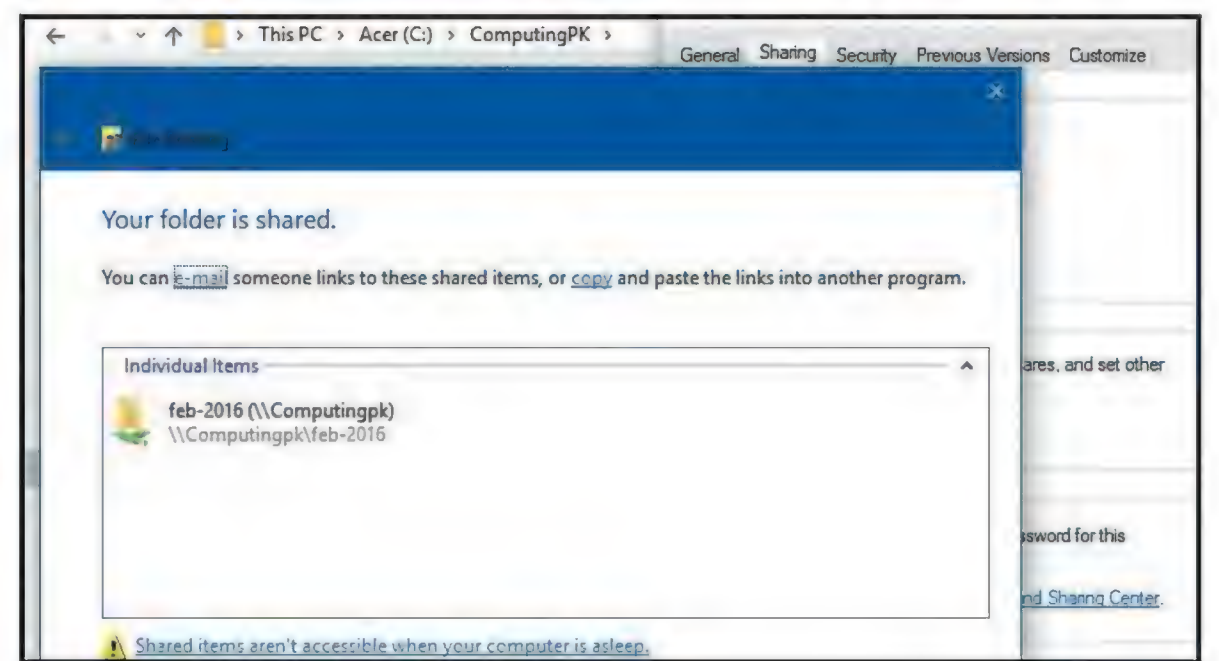 This PC > Acer (C:) > ComputingPK >
General Sharing Security Previous Versions Customize
Your folder is shared.
You can e-mail someone links to these shared items, or copy and paste the links into another program.
Individual Items
ares, and set other
feb-2016 (\\Computingpk)
\\Computingpk\feb-2016
ssword for this
nd Sharing Center.
Shared items aren't accessible when your computer is asleep.